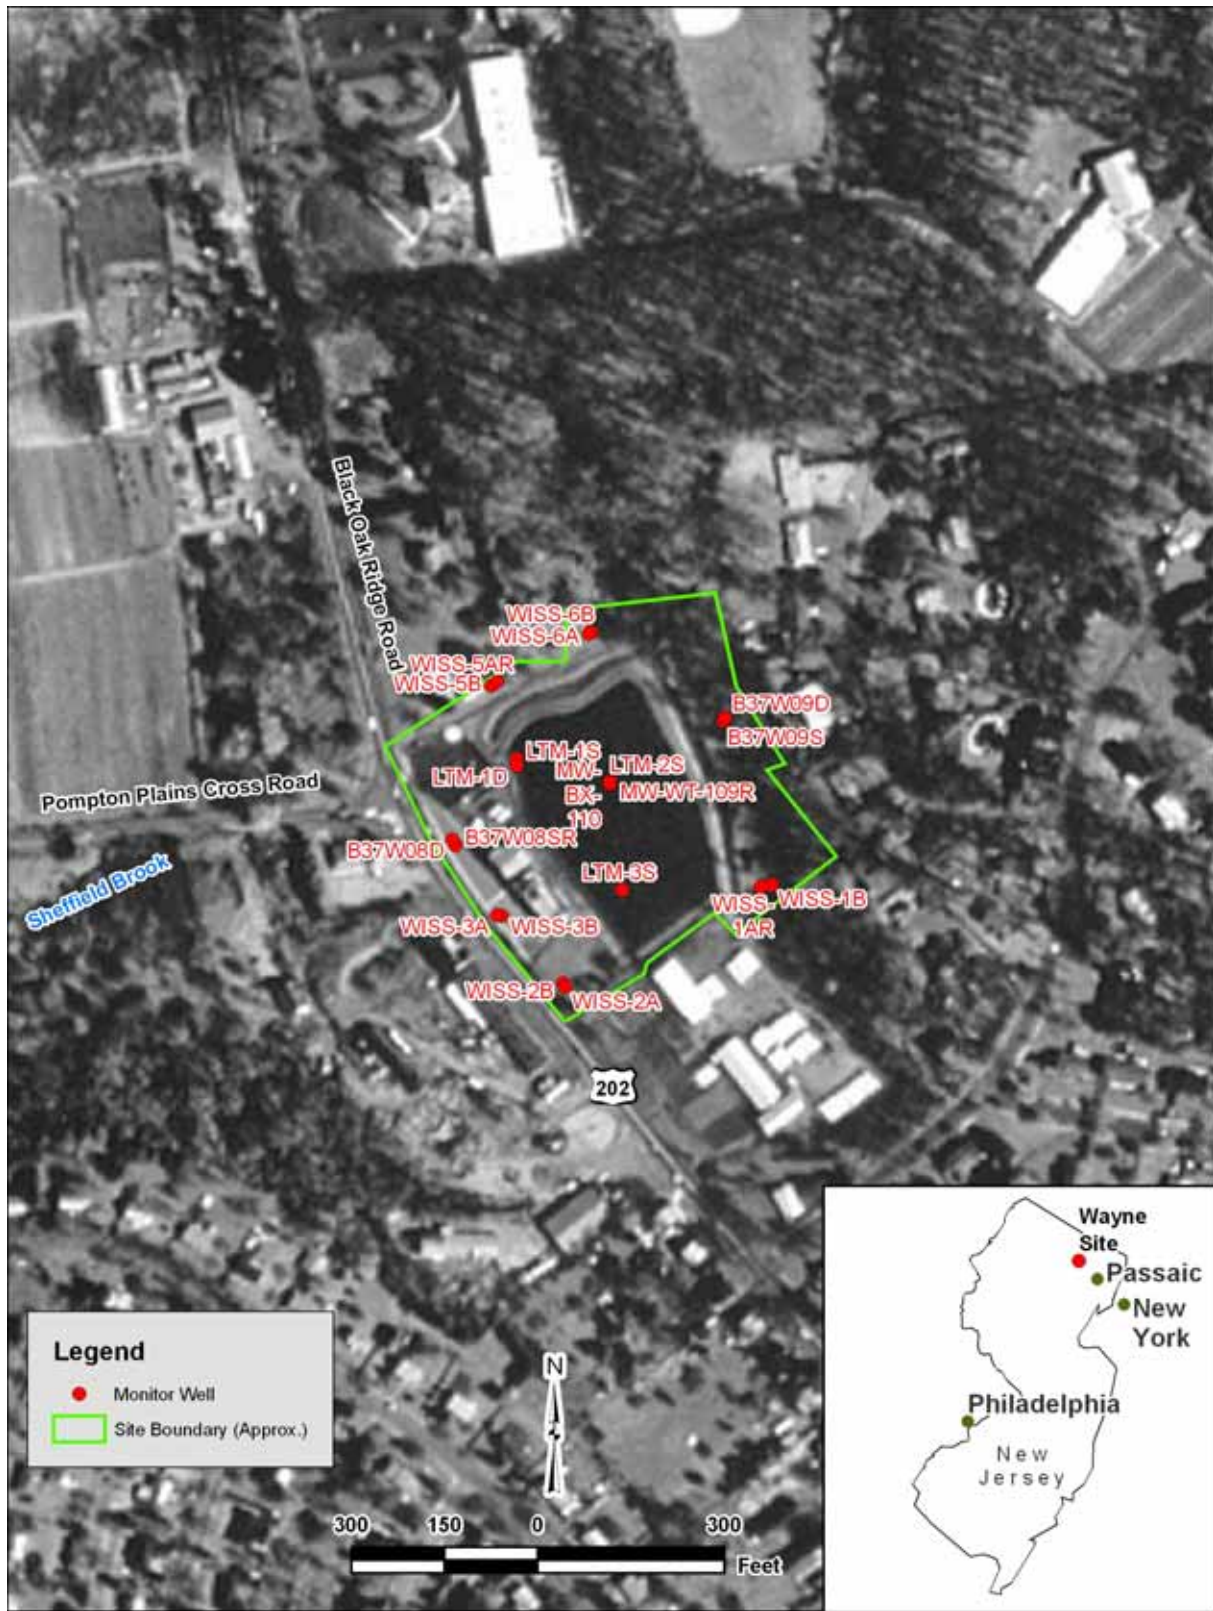 Black Oak Ridge Road
WISS-6B
WISS-6A
WISS-5AR
WISS-5B
B37W09D
B37W09S
LTM-1S
LTM-1D
MW-
BX-
110
LTM-2S
MW-WT-109R
Pompton Plains Cross Road
B37W08SR
B37W08D
Sheffield Brook
LTM-3S
WISS-
1AR
WISS-1B
WISS-3A
WISS-3B
WISS-2B
WISS-2A
202
Wayne
Site
Passaic
New
York
Philadelphia
New
Jersey
Legend
Monitor Well
Site Boundary (Approx.)
N
300 150 0 300
Feet